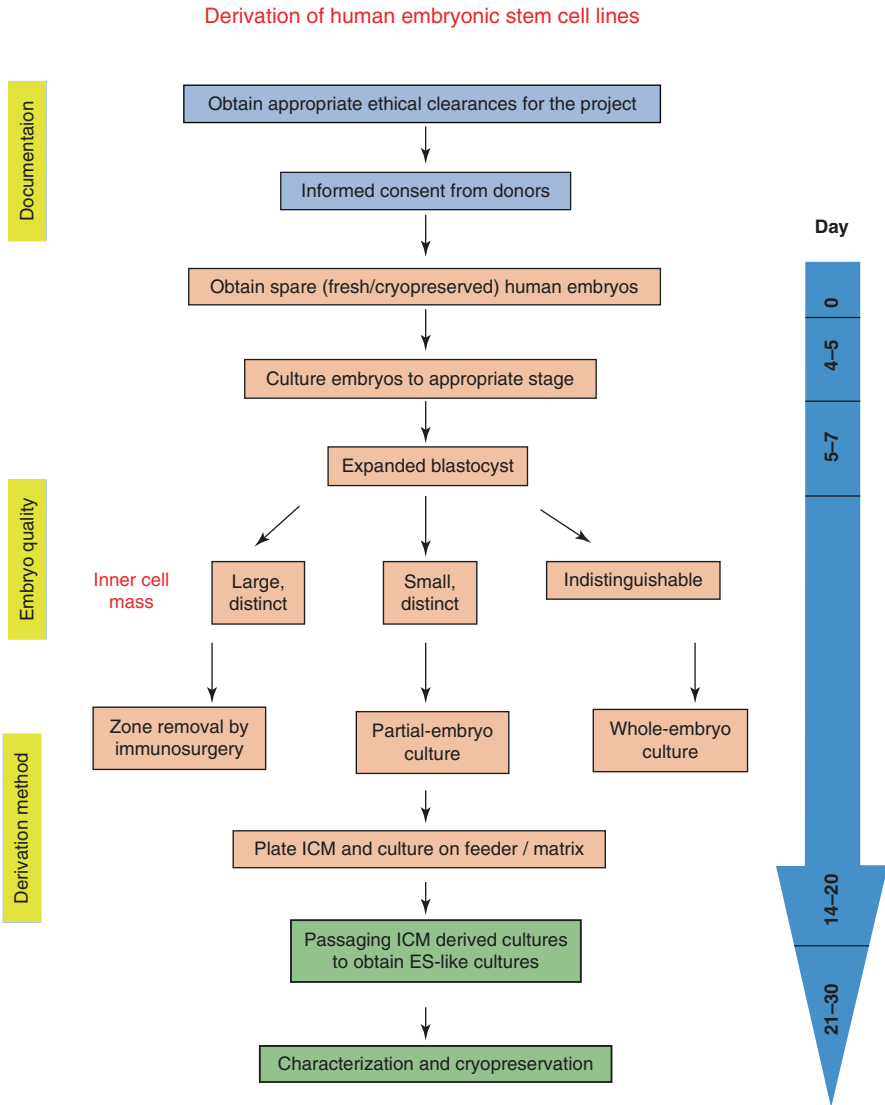 Derivation of human embryonic stem cell lines
Documentaion
Obtain appropriate ethical clearances for the project
Informed consent from donors
Day
Obtain spare (fresh/cryopreserved) human embryos
0
Culture embryos to appropriate stage
4–5
Expanded blastocyst
5–7
Embryo quality
Inner cell
mass
Large,
distinct
Small,
distinct
Indistinguishable
Derivation method
Zone removal by
immunosurgery
Partial-embryo
culture
Whole-embryo
culture
Plate ICM and culture on feeder / matrix
14–20
Passaging ICM derived cultures
to obtain ES-like cultures
21–30
Characterization and cryopreservation